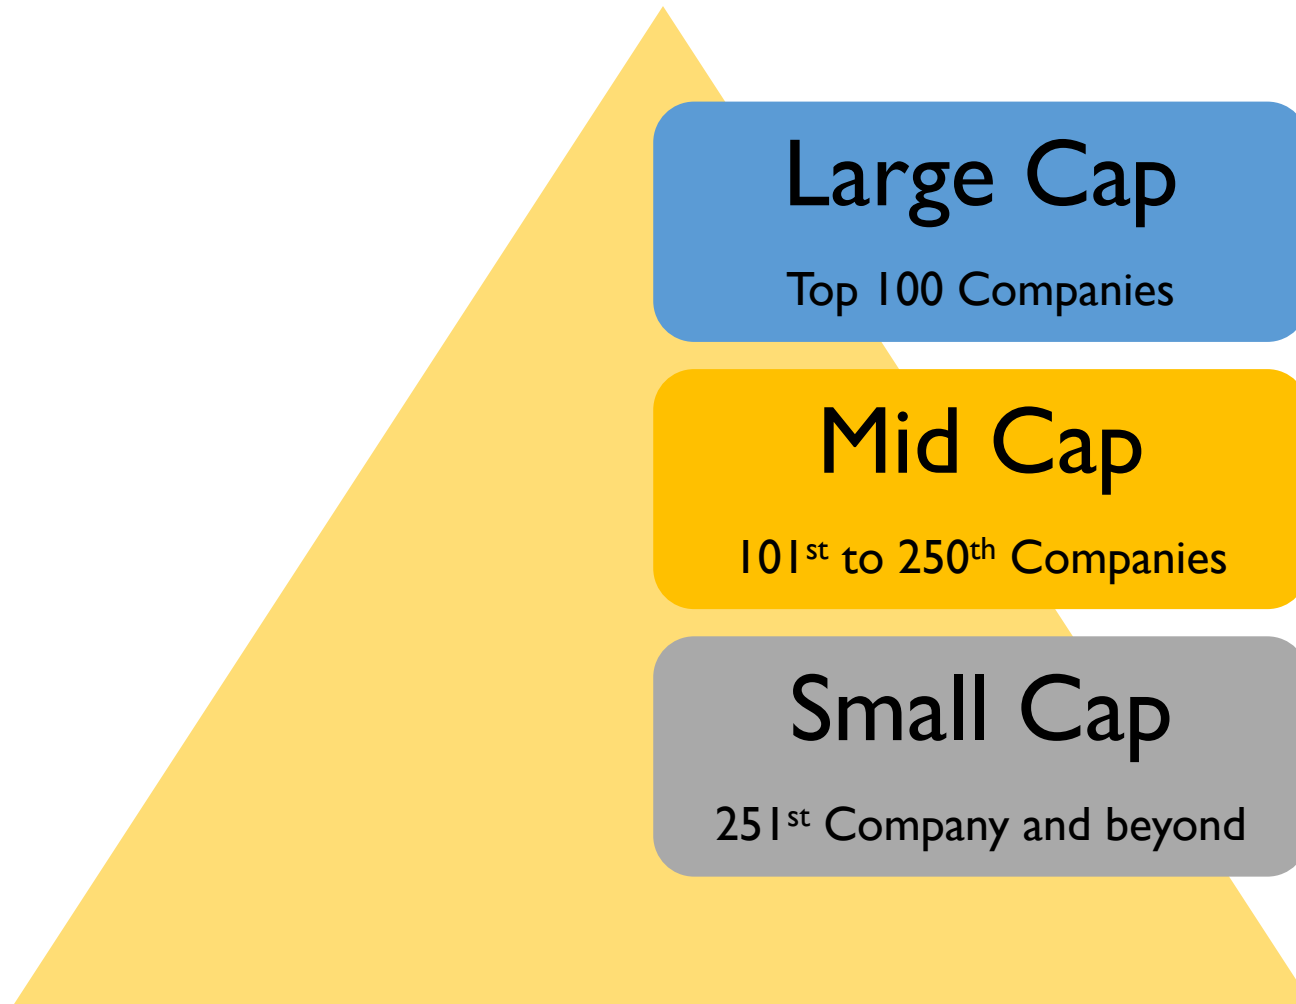 Large Cap
Top 100 Companies
Mid Cap
101st to 250th Companies
Small Cap
251st Company and beyond